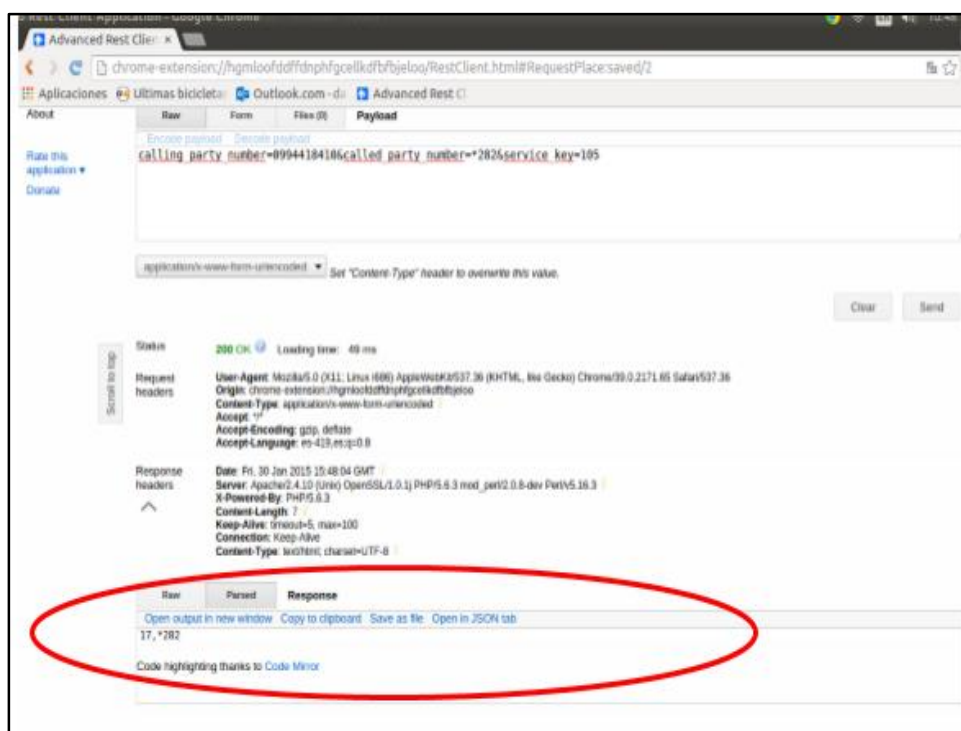 Rest Client Application - Google Chrome
Advanced Rest Clien ×
chrome-extension://hgmloofddffdnphfgcellkdfbfbjeloo/RestClient.html#RequestPlace:saved/2
Aplicaciones Ultimas bicicleta Outlook.com - da Advanced Rest Cl
About
Raw Form Files (0) Payload
Encode payload Decode payload
Rate this
application ▾
Donate
calling_party_number=0994418410&called_party_number=*282&service_key=105
application/x-www-form-urlencoded ▾ Set "Content-Type" header to overwrite this value.
Clear Send
Scroll to top
Status 200 OK Loading time: 49 ms
Request
headers
User-Agent: Mozilla/5.0 (X11; Linux i686) AppleWebKit/537.36 (KHTML, like Gecko) Chrome/39.0.2171.65 Safari/537.36
Origin: chrome-extension://hgmloofddffdnphfgcellkdfbfbjeloo
Content-Type: application/x-www-form-urlencoded
Accept: */*
Accept-Encoding: gzip, deflate
Accept-Language: es-419,es;q=0.8
Response
headers
Date: Fri, 30 Jan 2015 15:48:04 GMT
Server: Apache/2.4.10 (Unix) OpenSSL/1.0.1j PHP/5.6.3 mod_perl/2.0.8-dev Perl/v5.16.3
X-Powered-By: PHP/5.6.3
Content-Length: 7
Keep-Alive: timeout=5, max=100
Connection: Keep-Alive
Content-Type: text/html; charset=UTF-8
Raw Parsed Response
Open output in new window Copy to clipboard Save as file Open in JSON tab
17,*282
Code highlighting thanks to Code Mirror